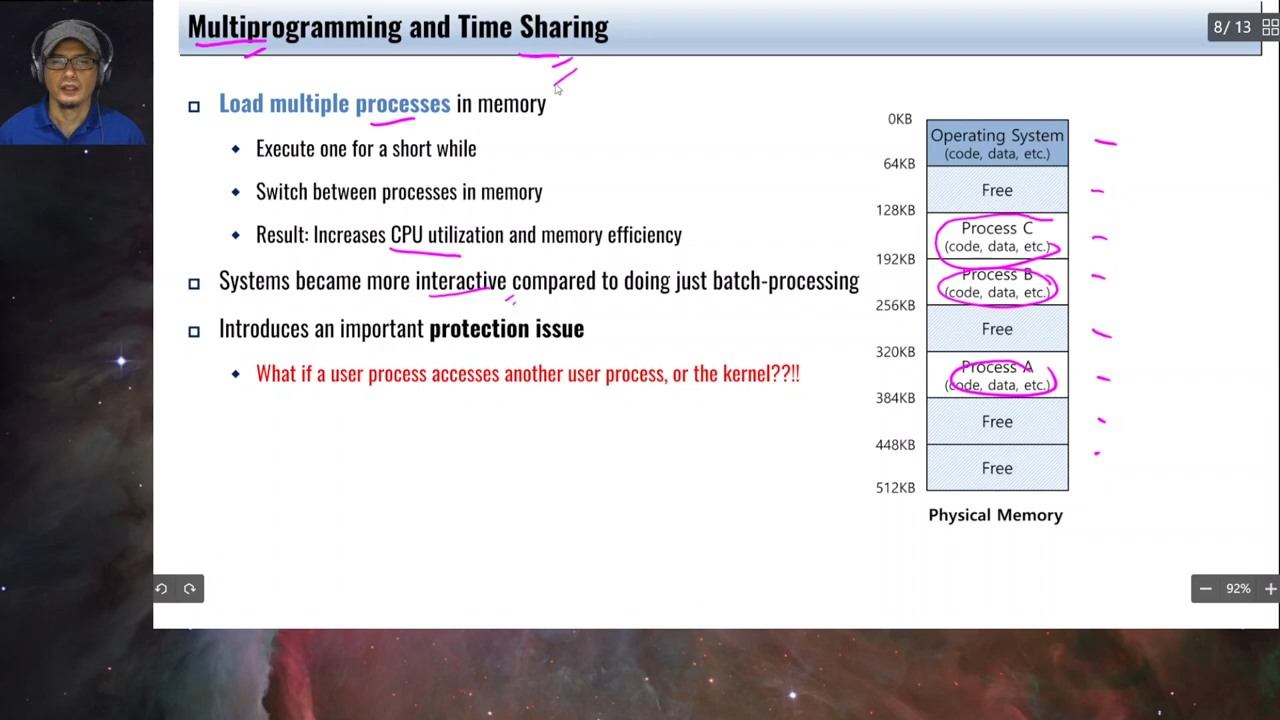 Multiprogramming and Time Sharing
8/ 13
Load multiple processes in memory
Execute one for a short while
Switch between processes in memory
Result: Increases CPU utilization and memory efficiency
Systems became more interactive compared to doing just batch-processing
Introduces an important protection issue
What if a user process accesses another user process, or the kernel??!!
0KB
Operating System
(code, data, etc.)
64KB
Free
128KB
Process C
(code, data, etc.)
192KB
Process B
(code, data, etc.)
256KB
Free
320KB
Process A
(code, data, etc.)
384KB
Free
448KB
Free
512KB
Physical Memory
92%